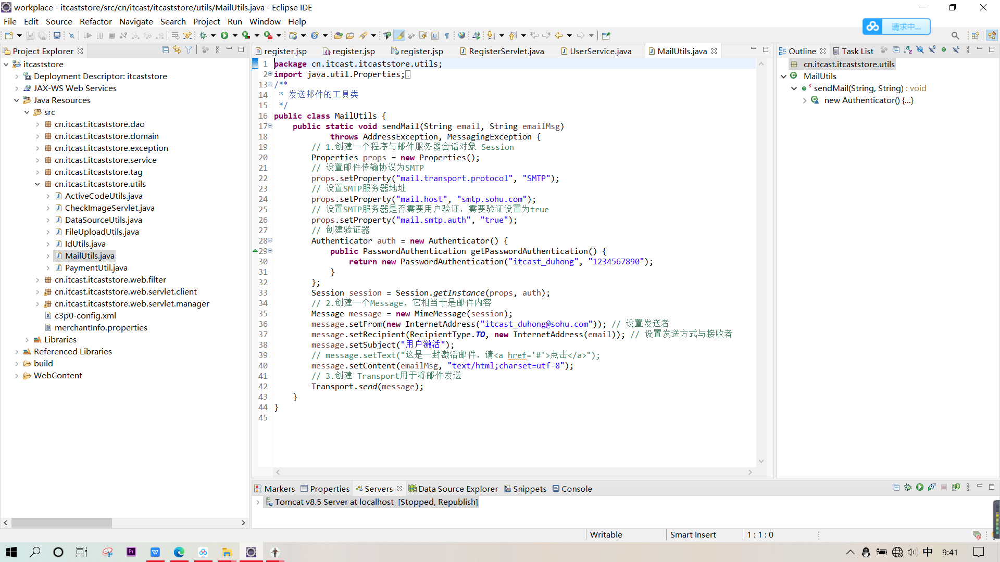 workplace - itcaststore/src/cn/itcast/itcaststore/utils/MailUtils.java - Eclipse IDE
File Edit Source Refactor Navigate Search Project Run Window Help
请求中...
Project Explorer
itcaststore
Deployment Descriptor: itcaststore
JAX-WS Web Services
Java Resources
src
cn.itcast.itcaststore.dao
cn.itcast.itcaststore.domain
cn.itcast.itcaststore.exception
cn.itcast.itcaststore.service
cn.itcast.itcaststore.tag
cn.itcast.itcaststore.utils
ActiveCodeUtils.java
CheckImageServlet.java
DataSourceUtils.java
FileUploadUtils.java
IdUtils.java
MailUtils.java
PaymentUtil.java
cn.itcast.itcaststore.web.filter
cn.itcast.itcaststore.web.servlet.client
cn.itcast.itcaststore.web.servlet.manager
c3p0-config.xml
merchantInfo.properties
Libraries
Referenced Libraries
build
WebContent
register.jsp register.jsp register.jsp RegisterServlet.java UserService.java MailUtils.java
1 package cn.itcast.itcaststore.utils;
2 import java.util.Properties;
13 /**
14  * 发送邮件的工具类
15  */
16 public class MailUtils {
17     public static void sendMail(String email, String emailMsg)
18             throws AddressException, MessagingException {
19         // 1.创建一个程序与邮件服务器会话对象 Session
20         Properties props = new Properties();
21         // 设置邮件传输协议为SMTP
22         props.setProperty("mail.transport.protocol", "SMTP");
23         // 设置SMTP服务器地址
24         props.setProperty("mail.host", "smtp.sohu.com");
25         // 设置SMTP服务器是否需要用户验证，需要验证设置为true
26         props.setProperty("mail.smtp.auth", "true");
27         // 创建验证器
28         Authenticator auth = new Authenticator() {
29             public PasswordAuthentication getPasswordAuthentication() {
30                 return new PasswordAuthentication("itcast_duhong", "1234567890");
31             }
32         };
33         Session session = Session.getInstance(props, auth);
34         // 2.创建一个Message，它相当于是邮件内容
35         Message message = new MimeMessage(session);
36         message.setFrom(new InternetAddress("itcast_duhong@sohu.com")); // 设置发送者
37         message.setRecipient(RecipientType.TO, new InternetAddress(email)); // 设置发送方式与接收者
38         message.setSubject("用户激活");
39         // message.setText("这是一封激活邮件，请<a href='#'>点击</a>");
40         message.setContent(emailMsg, "text/html;charset=utf-8");
41         // 3.创建 Transport用于将邮件发送
42         Transport.send(message);
43     }
44 }
45
Outline Task List
cn.itcast.itcaststore.utils
MailUtils
sendMail(String, String) : void
new Authenticator() {...}
Markers Properties Servers Data Source Explorer Snippets Console
Tomcat v8.5 Server at localhost [Stopped, Republish]
Writable Smart Insert 1 : 1 : 0
Pr 中 9:41